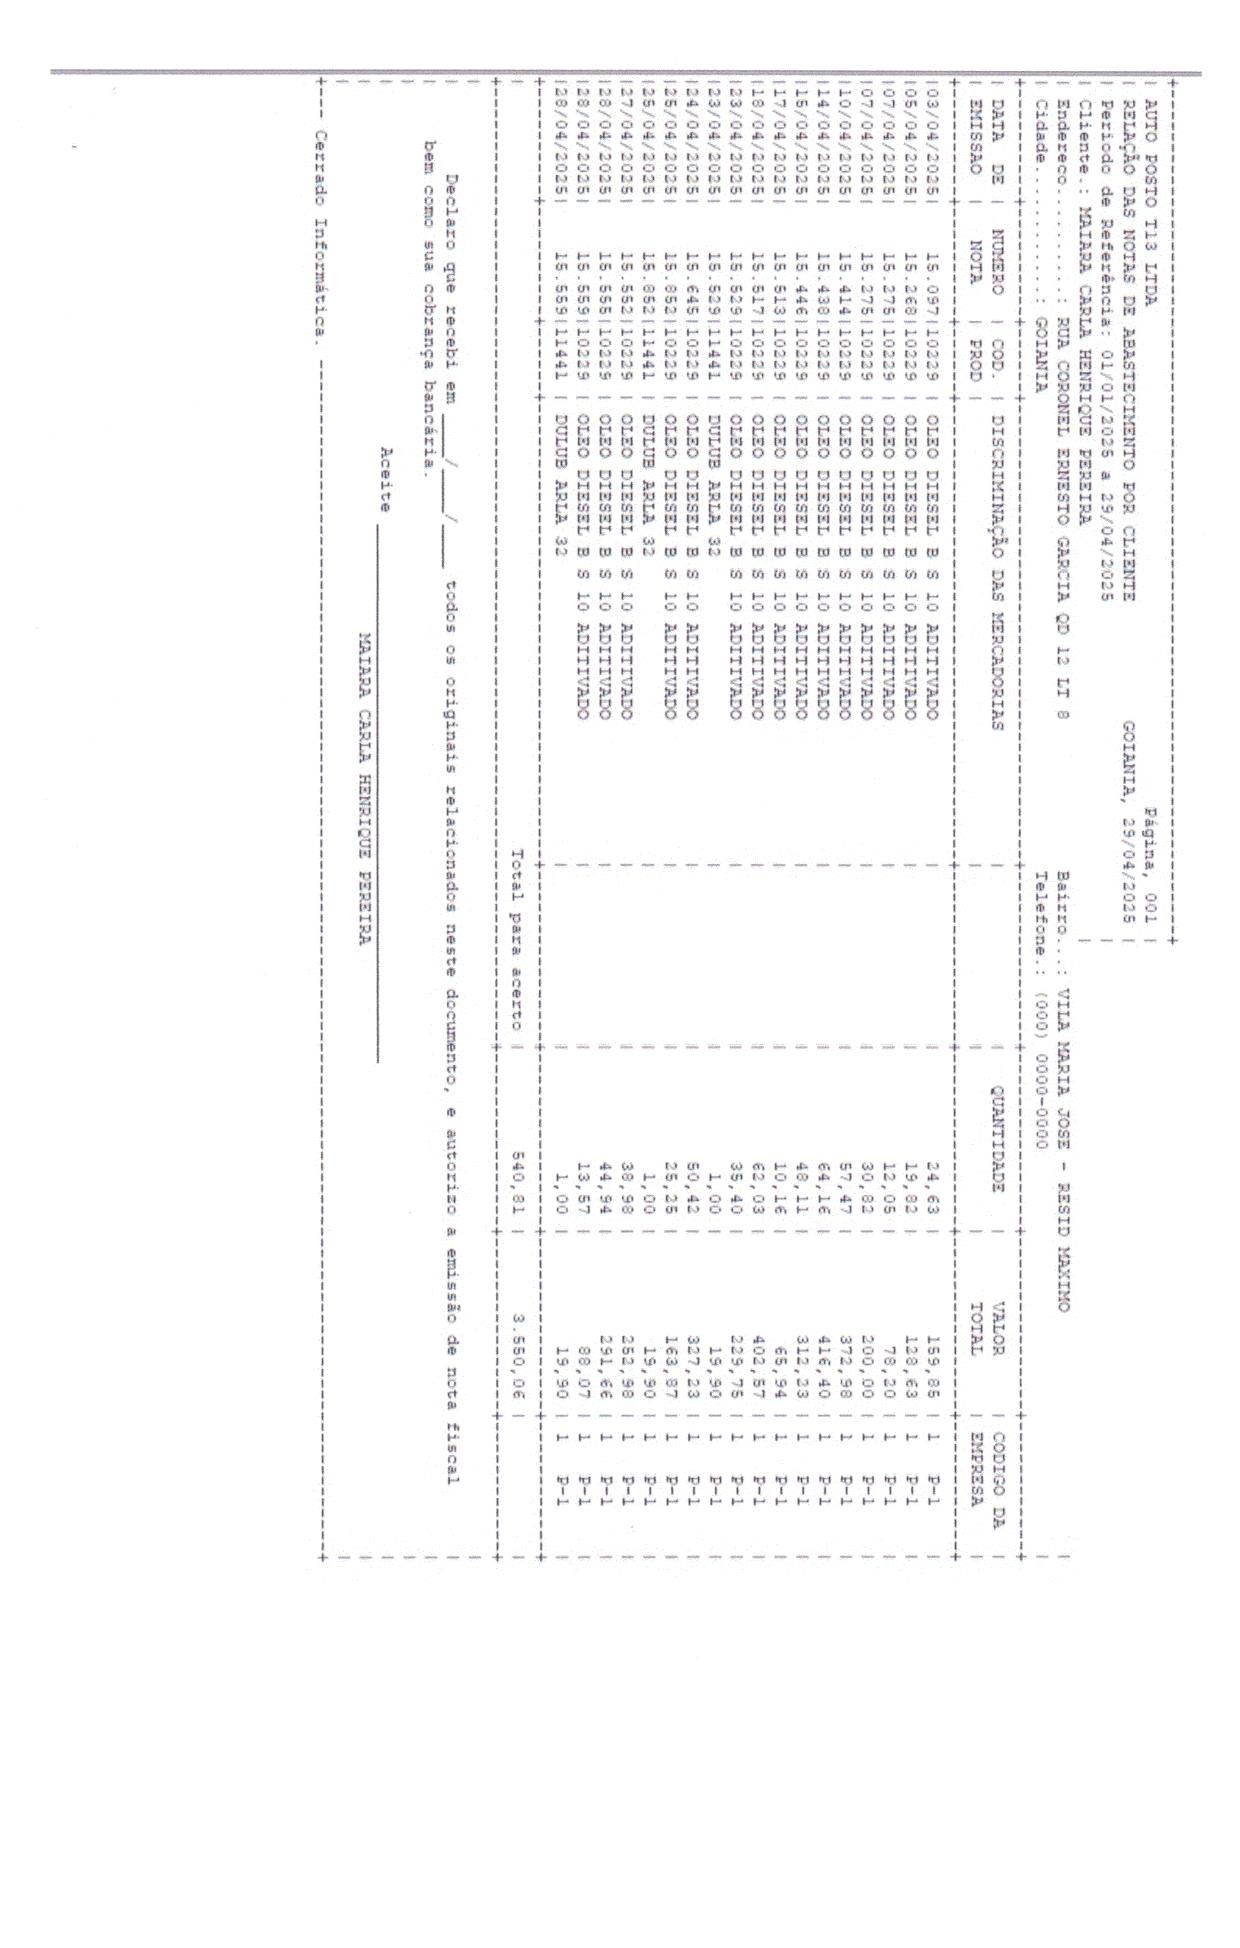 +------------------------------------------------------------------------------+
| AUTO POSTO T13 LTDA Página, 001 |
| RELAÇÃO DAS NOTAS DE ABASTECIMENTO POR CLIENTE GOIANIA, 29/04/2025 |
| Periodo de Referência: 01/01/2025 a 29/04/2025 |
| Cliente.: MAIARA CARLA HENRIQUE PEREIRA |
| Endereco.........: RUA CORONEL ERNESTO GARCIA QD 12 LT 8 Bairro...: VILA MARIA JOSE - RESID MAXIMO |
| Cidade...........: GOIANIA Telefone.: (000) 0000-0000 |
| DATA DE | NUMERO | COD. | DISCRIMINAÇÃO DAS MERCADORIAS | | QUANTIDADE | VALOR | CODIGO DA |
| EMISSAO | NOTA | PROD | | | | TOTAL | EMPRESA |
|03/04/2025| 15.097|10229 | OLEO DIESEL B S 10 ADITIVADO | | 24,63 | 159,85 | 1 P-1 |
|05/04/2025| 15.268|10229 | OLEO DIESEL B S 10 ADITIVADO | | 19,82 | 128,63 | 1 P-1 |
|07/04/2025| 15.275|10229 | OLEO DIESEL B S 10 ADITIVADO | | 12,05 | 78,20 | 1 P-1 |
|07/04/2025| 15.275|10229 | OLEO DIESEL B S 10 ADITIVADO | | 30,82 | 200,00 | 1 P-1 |
|10/04/2025| 15.414|10229 | OLEO DIESEL B S 10 ADITIVADO | | 57,47 | 372,98 | 1 P-1 |
|14/04/2025| 15.438|10229 | OLEO DIESEL B S 10 ADITIVADO | | 64,16 | 416,40 | 1 P-1 |
|15/04/2025| 15.446|10229 | OLEO DIESEL B S 10 ADITIVADO | | 48,11 | 312,23 | 1 P-1 |
|17/04/2025| 15.513|10229 | OLEO DIESEL B S 10 ADITIVADO | | 10,16 | 65,94 | 1 P-1 |
|18/04/2025| 15.517|10229 | OLEO DIESEL B S 10 ADITIVADO | | 62,03 | 402,57 | 1 P-1 |
|23/04/2025| 15.529|10229 | OLEO DIESEL B S 10 ADITIVADO | | 35,40 | 229,75 | 1 P-1 |
|23/04/2025| 15.529|11441 | DULUB ARLA 32 | | 1,00 | 19,90 | 1 P-1 |
|24/04/2025| 15.645|10229 | OLEO DIESEL B S 10 ADITIVADO | | 50,42 | 327,23 | 1 P-1 |
|25/04/2025| 15.852|10229 | OLEO DIESEL B S 10 ADITIVADO | | 25,25 | 163,87 | 1 P-1 |
|25/04/2025| 15.852|11441 | DULUB ARLA 32 | | 1,00 | 19,90 | 1 P-1 |
|27/04/2025| 15.552|10229 | OLEO DIESEL B S 10 ADITIVADO | | 38,98 | 252,98 | 1 P-1 |
|28/04/2025| 15.555|10229 | OLEO DIESEL B S 10 ADITIVADO | | 44,94 | 291,66 | 1 P-1 |
|28/04/2025| 15.559|10229 | OLEO DIESEL B S 10 ADITIVADO | | 13,57 | 88,07 | 1 P-1 |
|28/04/2025| 15.559|11441 | DULUB ARLA 32 | | 1,00 | 19,90 | 1 P-1 |
| Total para acerto | 540,81 | 3.550,06 | |
| Declaro que recebi em ____/____/____ todos os originais relacionados neste documento, e autorizo a emissão de nota fiscal |
| bem como sua cobrança bancária. |
| Aceite ________________________________ |
| MAIARA CARLA HENRIQUE PEREIRA |
+--- Cerrado Informática. ---+